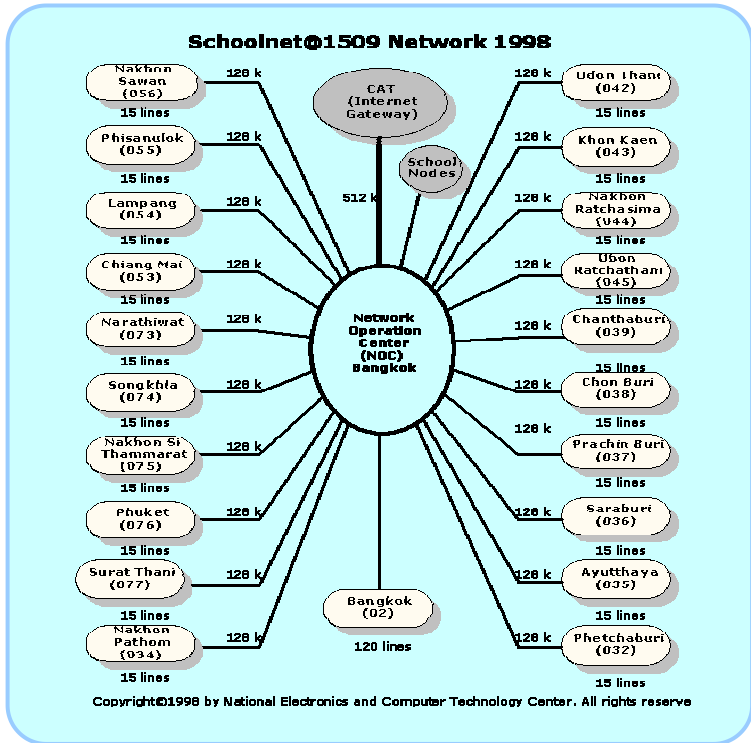 Schoolnet@1509 Network 1998
Nakhon
Sawan
(056)
128 k
15 lines
Phisanulok
(055)
128 k
15 lines
Lampang
(054)
128 k
15 lines
Chiang Mai
(053)
128 k
15 lines
Narathiwat
(073)
128 k
15 lines
Songkhla
(074)
128 k
15 lines
Nakhon Si
Thammarat
(075)
128 k
15 lines
Phuket
(076)
128 k
15 lines
Surat Thani
(077)
128 k
15 lines
Nakhon
Pathom
(034)
128 k
15 lines
CAT
(Internet
Gateway)
School
Nodes
512 k
Network
Operation
Center
(NOC)
Bangkok
Bangkok
(02)
120 lines
Udon Thani
(042)
128 k
15 lines
Khon Kaen
(043)
128 k
15 lines
Nakhon
Ratchasima
(044)
128 k
15 lines
Ubon
Ratchathani
(045)
128 k
15 lines
Chanthaburi
(039)
128 k
15 lines
Chon Buri
(038)
128 k
15 lines
Prachin Buri
(037)
128 k
15 lines
Saraburi
(036)
128 k
15 lines
Ayutthaya
(035)
128 k
15 lines
Phetchaburi
(032)
128 k
15 lines
Copyright©1998 by National Electronics and Computer Technology Center. All rights reserve